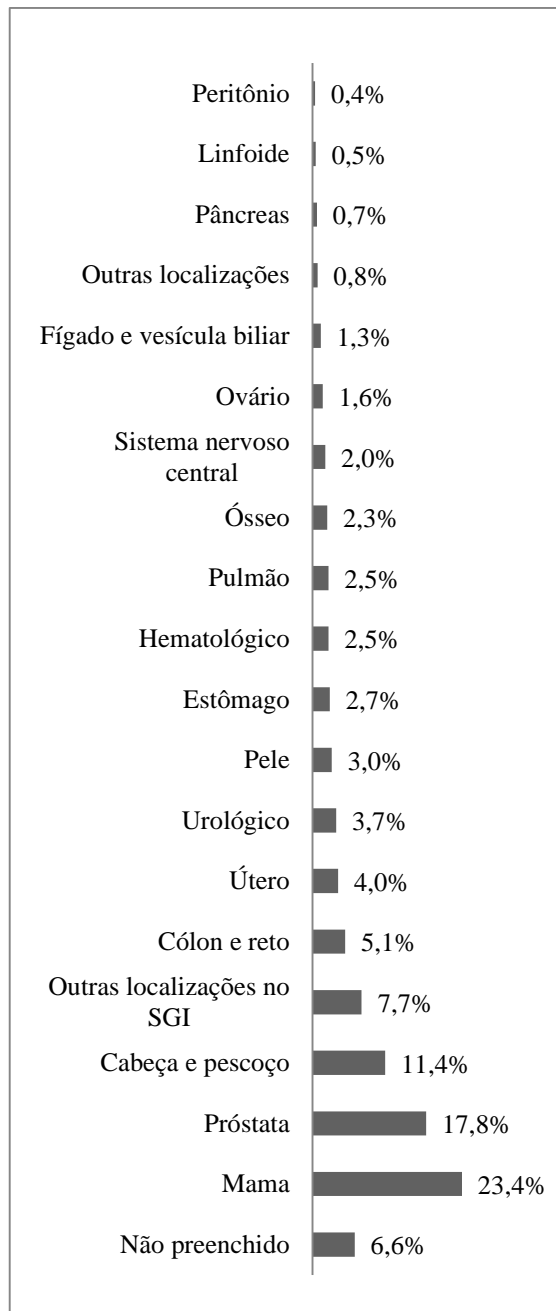 Peritônio 0,4%
Linfoide 0,5%
Pâncreas 0,7%
Outras localizações 0,8%
Fígado e vesícula biliar 1,3%
Ovário 1,6%
Sistema nervoso
central 2,0%
Ósseo 2,3%
Pulmão 2,5%
Hematológico 2,5%
Estômago 2,7%
Pele 3,0%
Urológico 3,7%
Útero 4,0%
Cólon e reto 5,1%
Outras localizações no
SGI 7,7%
Cabeça e pescoço 11,4%
Próstata 17,8%
Mama 23,4%
Não preenchido 6,6%